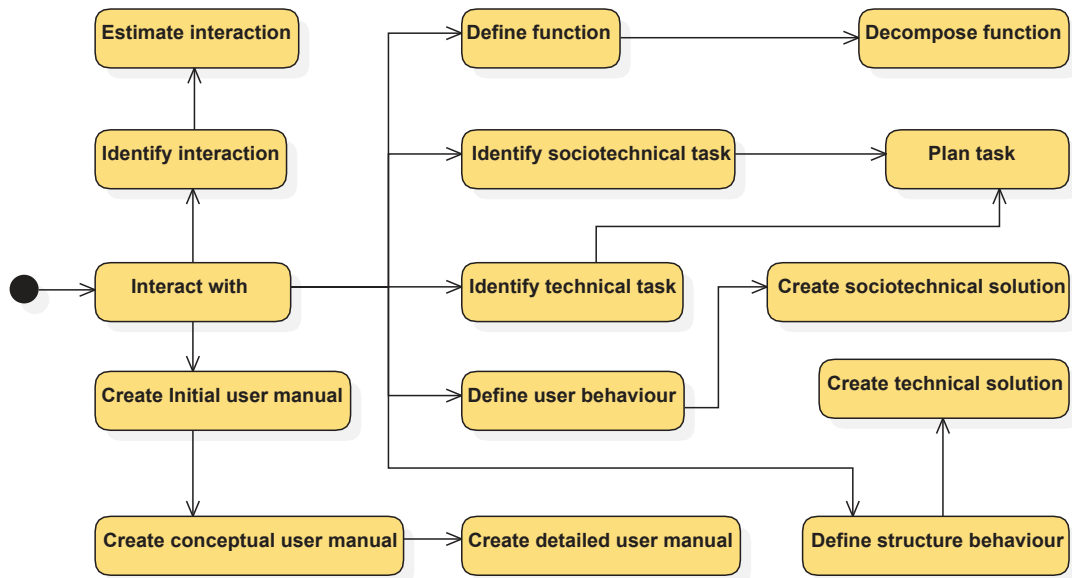 Estimate interaction
Define function
Decompose function
Identify interaction
Identify sociotechnical task
Plan task
Interact with
Identify technical task
Create sociotechnical solution
Create Initial user manual
Define user behaviour
Create technical solution
Create conceptual user manual
Create detailed user manual
Define structure behaviour